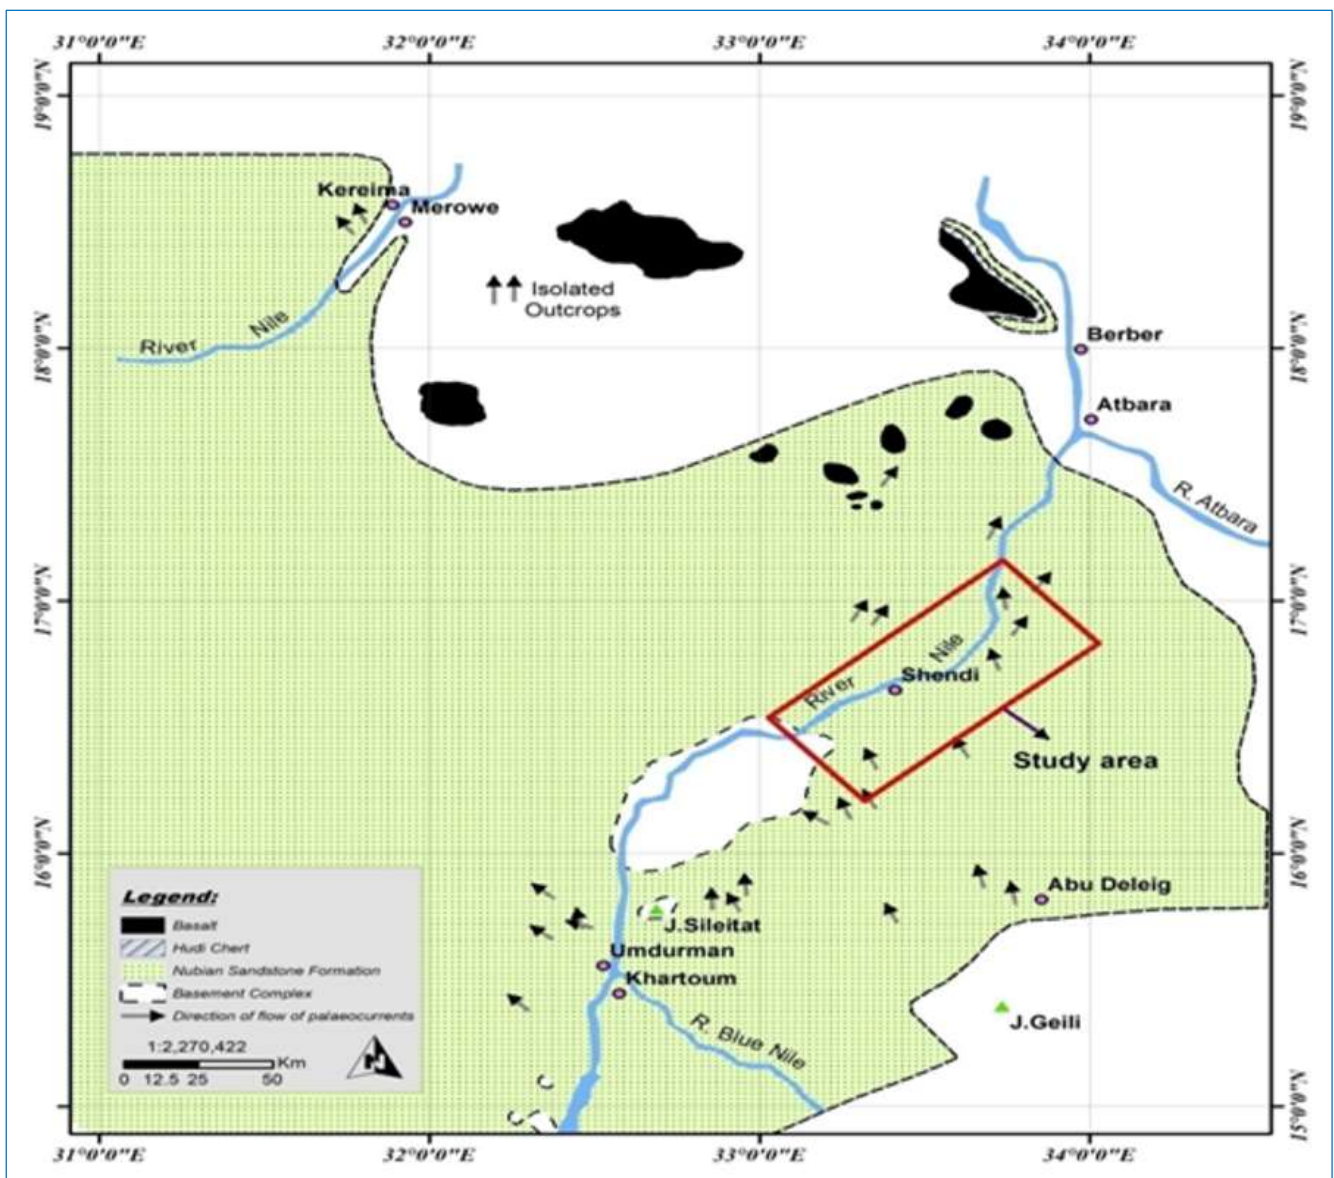 31°0'0"E 32°0'0"E 33°0'0"E 34°0'0"E
19°0'0"N
19°0'0"N
Kereima
Merowe
Isolated
Outcrops
River Nile
18°0'0"N
18°0'0"N
Berber
Atbara
R. Atbara
17°0'0"N
17°0'0"N
River Nile
Shendi
Study area
16°0'0"N
16°0'0"N
Abu Deleig
J.Sileitat
Umdurman
Khartoum
R. Blue Nile
J.Geili
15°0'0"N
Legend:
Basalt
Hudi Chert
Nubian Sandstone Formation
Basement Complex
Direction of flow of palaeocurrents
1:2,270,422
Km
0 12.5 25 50
N
31°0'0"E 32°0'0"E 33°0'0"E 34°0'0"E